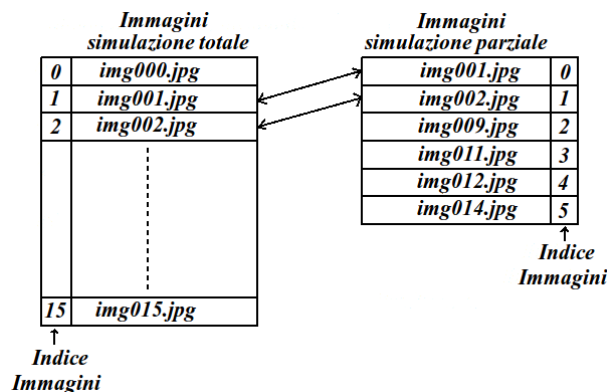 Immagini
simulazione totale
0 img000.jpg
1 img001.jpg
2 img002.jpg
15 img015.jpg
Indice
Immagini
Immagini
simulazione parziale
img001.jpg 0
img002.jpg 1
img009.jpg 2
img011.jpg 3
img012.jpg 4
img014.jpg 5
Indice
Immagini